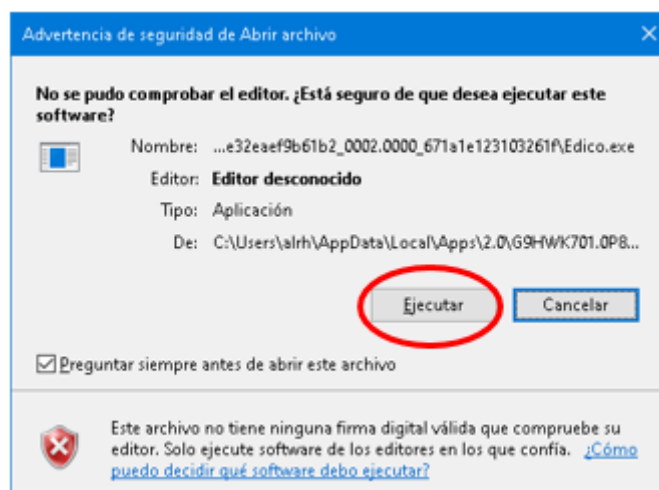 Advertencia de seguridad de Abrir archivo
No se pudo comprobar el editor. ¿Está seguro de que desea ejecutar este
software?
Nombre: ...e32eaef9b61b2_0002.0000_671a1e123103261f\Edico.exe
Editor: Editor desconocido
Tipo: Aplicación
De: C:\Users\alrh\AppData\Local\Apps\2.0\G9HWK701.0P8...
Ejecutar Cancelar
Preguntar siempre antes de abrir este archivo
Este archivo no tiene ninguna firma digital válida que compruebe su
editor. Solo ejecute software de los editores en los que confía. ¿Cómo
puedo decidir qué software debo ejecutar?